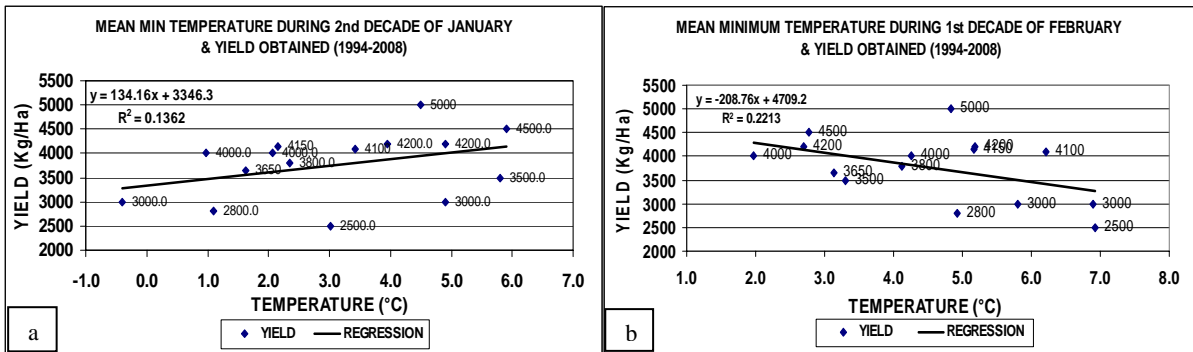 MEAN MIN TEMPERATURE DURING 2nd DECADE OF JANUARY
& YIELD OBTAINED (1994-2008)
y = 134.16x + 3346.3
R² = 0.1362
YIELD (Kg/Ha)
5500
5000
4500
4000
3500
3000
2500
2000
3000.0
4000.0
2800.0
3650
4000.0
4150
3800.0
2500.0
4100
4200.0
5000
4200.0
3000.0
3500.0
4500.0
-1.0 0.0 1.0 2.0 3.0 4.0 5.0 6.0 7.0
TEMPERATURE (°C)
YIELD REGRESSION
a
MEAN MINIMUM TEMPERATURE DURING 1st DECADE OF FEBRUARY
& YIELD OBTAINED (1994-2008)
y = -208.76x + 4709.2
R² = 0.2213
YIELD (Kg/Ha)
5500
5000
4500
4000
3500
3000
2500
2000
4000
4200
4500
3650
3500
3800
4000
5000
2800
4200
4150
3000
4100
3000
2500
1.0 2.0 3.0 4.0 5.0 6.0 7.0 8.0
TEMPERATURE (°C)
YIELD REGRESSION
b